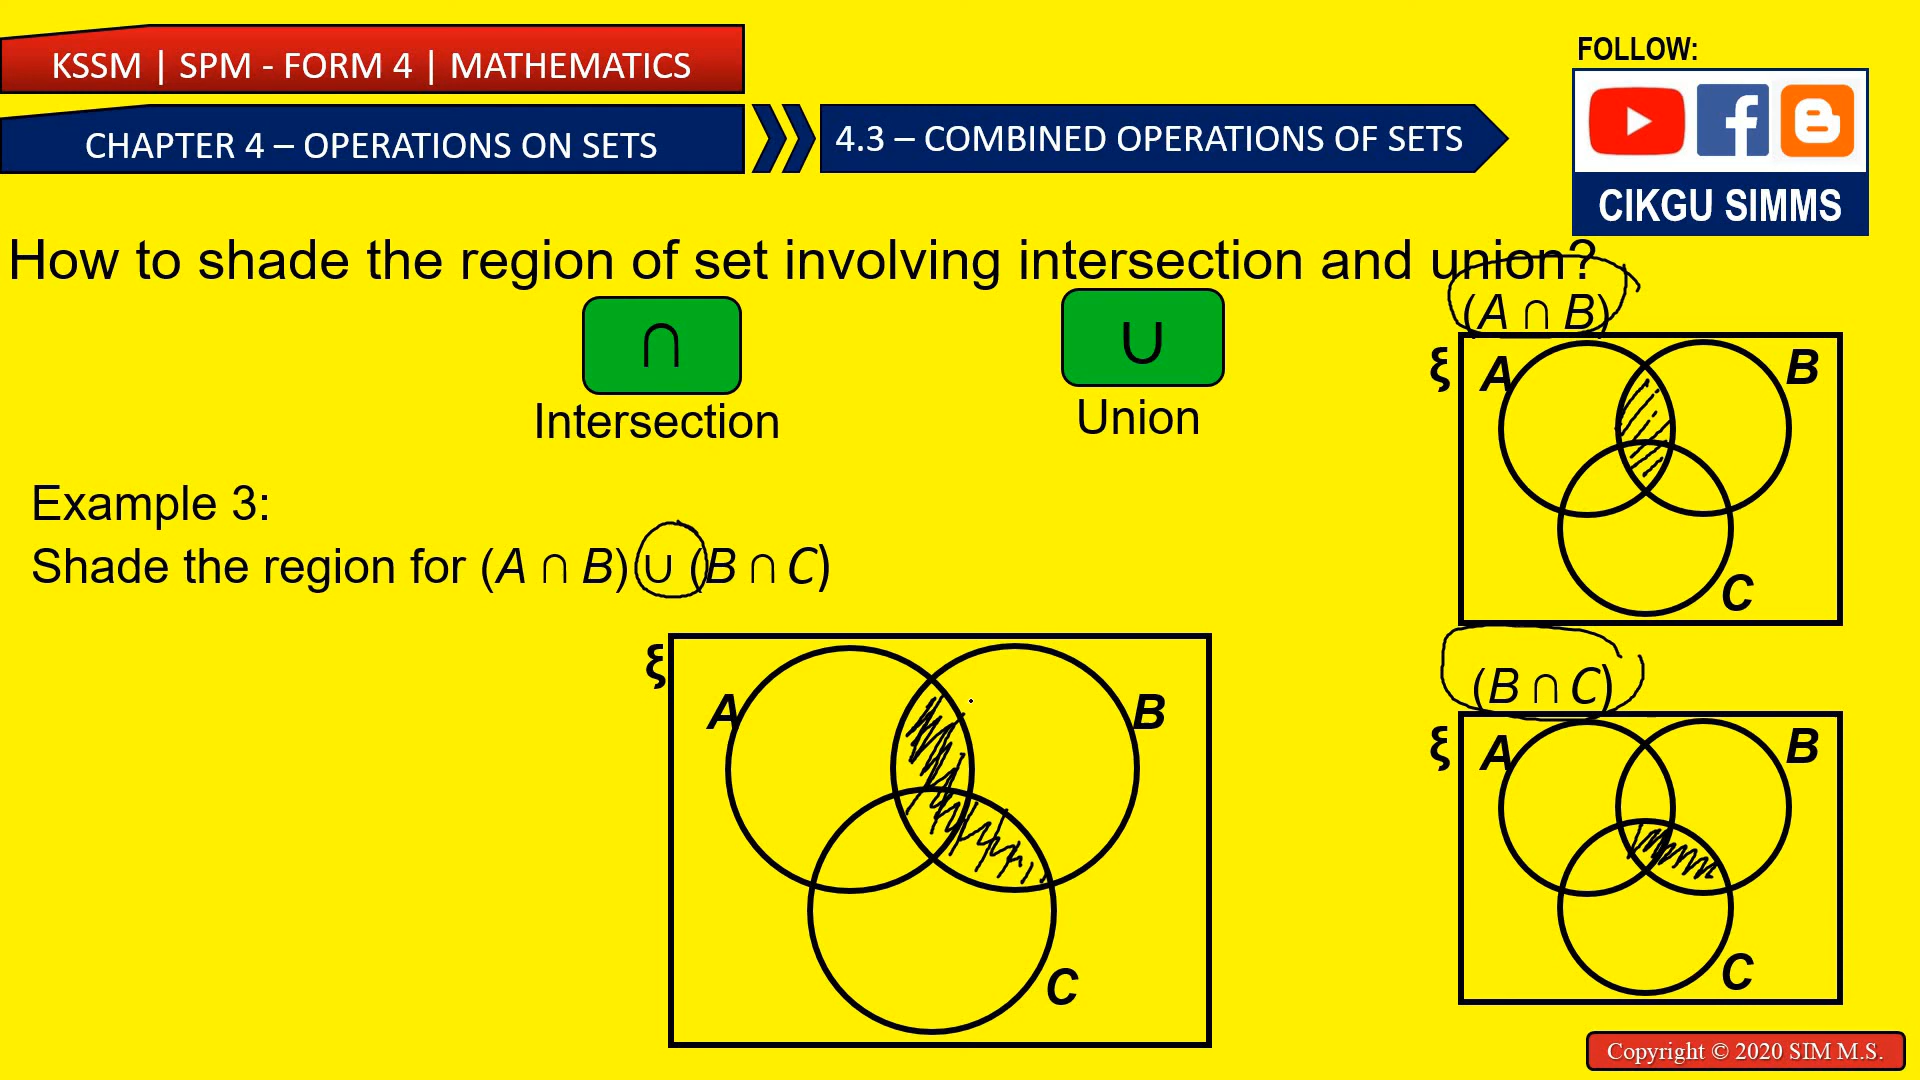 KSSM | SPM - FORM 4 | MATHEMATICS
CHAPTER 4 – OPERATIONS ON SETS
4.3 – COMBINED OPERATIONS OF SETS
FOLLOW:
CIKGU SIMMS
How to shade the region of set involving intersection and union?
∩
Intersection
∪
Union
Example 3:
Shade the region for (A ∩ B) ∪ (B ∩ C)
ξ
A
B
C
(A ∩ B)
ξ
A
B
C
(B ∩ C)
ξ
A
B
C
Copyright © 2020 SIM M.S.